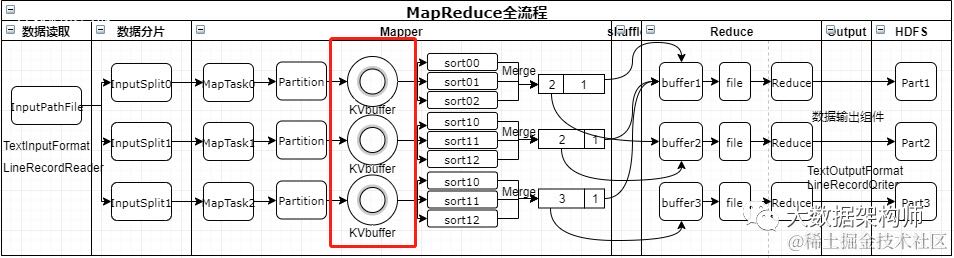 MapReduce全流程
数据读取
数据分片
Mapper
shuffle
Reduce
Output
HDFS
InputPathFile
TextInputFormat
LineRecordReader
InputSplit0
MapTask0
Partition
KVbuffer
sort00
sort01
sort02
Merge
2 1
buffer1
file
Reduce
Part1
InputSplit1
MapTask1
Partition
KVbuffer
sort10
sort11
sort12
Merge
2 1
buffer2
file
Reduce
数据输出组件
Part2
InputSplit1
MapTask2
Partition
KVbuffer
sort10
sort11
sort12
Merge
3 1
buffer3
file
Reduce
TextOutputFormat
LineRecordQriter
Part3
大数据架构师
@稀土掘金技术社区